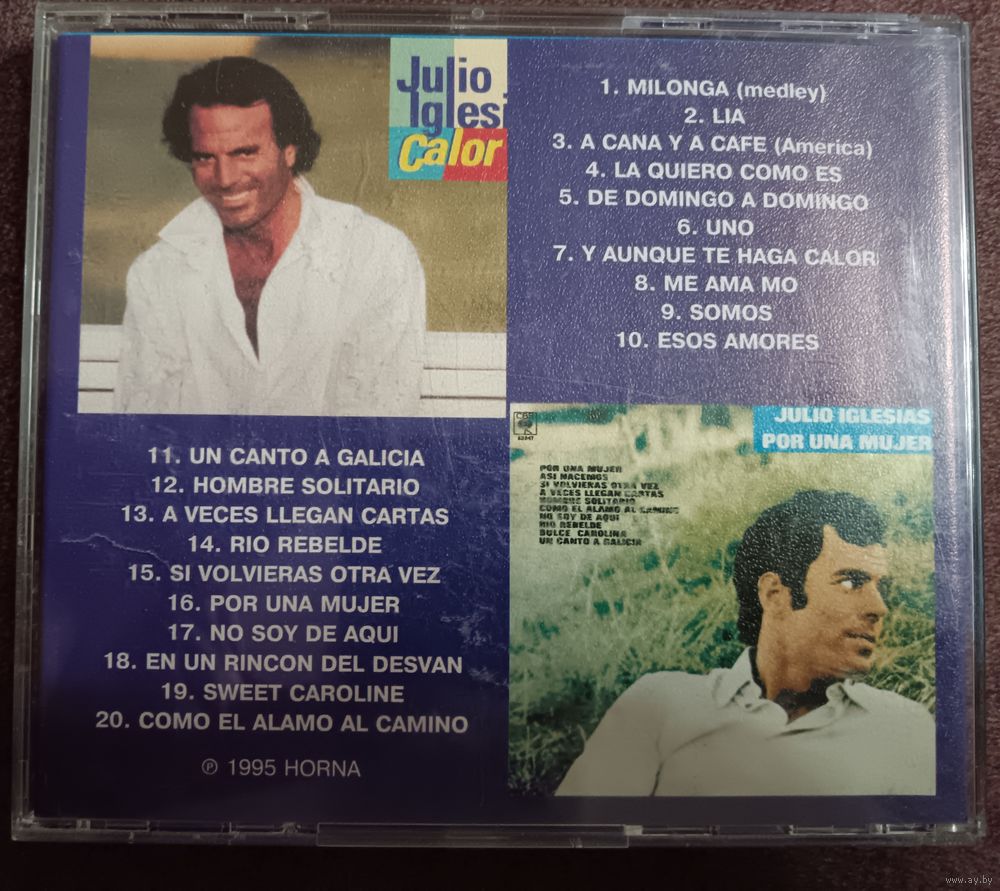 Julio
Iglesi
Calor
1. MILONGA (medley)
2. LIA
3. A CANA Y A CAFE (America)
4. LA QUIERO COMO ES
5. DE DOMINGO A DOMINGO
6. UNO
7. Y AUNQUE TE HAGA CALOR
8. ME AMA MO
9. SOMOS
10. ESOS AMORES
11. UN CANTO A GALICIA
12. HOMBRE SOLITARIO
13. A VECES LLEGAN CARTAS
14. RIO REBELDE
15. SI VOLVIERAS OTRA VEZ
16. POR UNA MUJER
17. NO SOY DE AQUI
18. EN UN RINCON DEL DESVAN
19. SWEET CAROLINE
20. COMO EL ALAMO AL CAMINO
℗ 1995 HORNA
CBS
JULIO IGLESIAS
POR UNA MUJER
POR UNA MUJER
ASI NACEMOS
SI VOLVIERAS OTRA VEZ
A VECES LLEGAN CARTAS
HOMBRE SOLITARIO
COMO EL ALAMO AL CAMINO
NO SOY DE AQUI
RIO REBELDE
DULCE CAROLINA
UN CANTO A GALICIA
www.ay.by